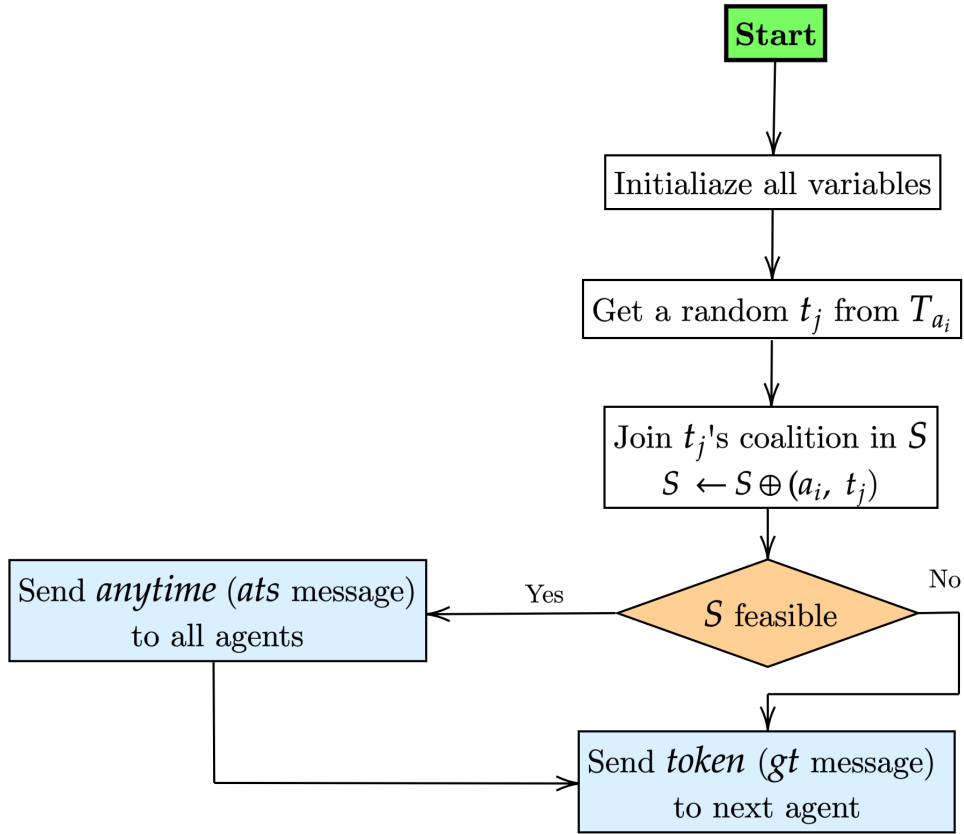 Start
Initialiaze all variables
Get a random t_j from T_{a_i}
Join t_j's coalition in S
S ← S ⊕ (a_i, t_j)
S feasible
Yes
No
Send anytime (ats message)
to all agents
Send token (gt message)
to next agent